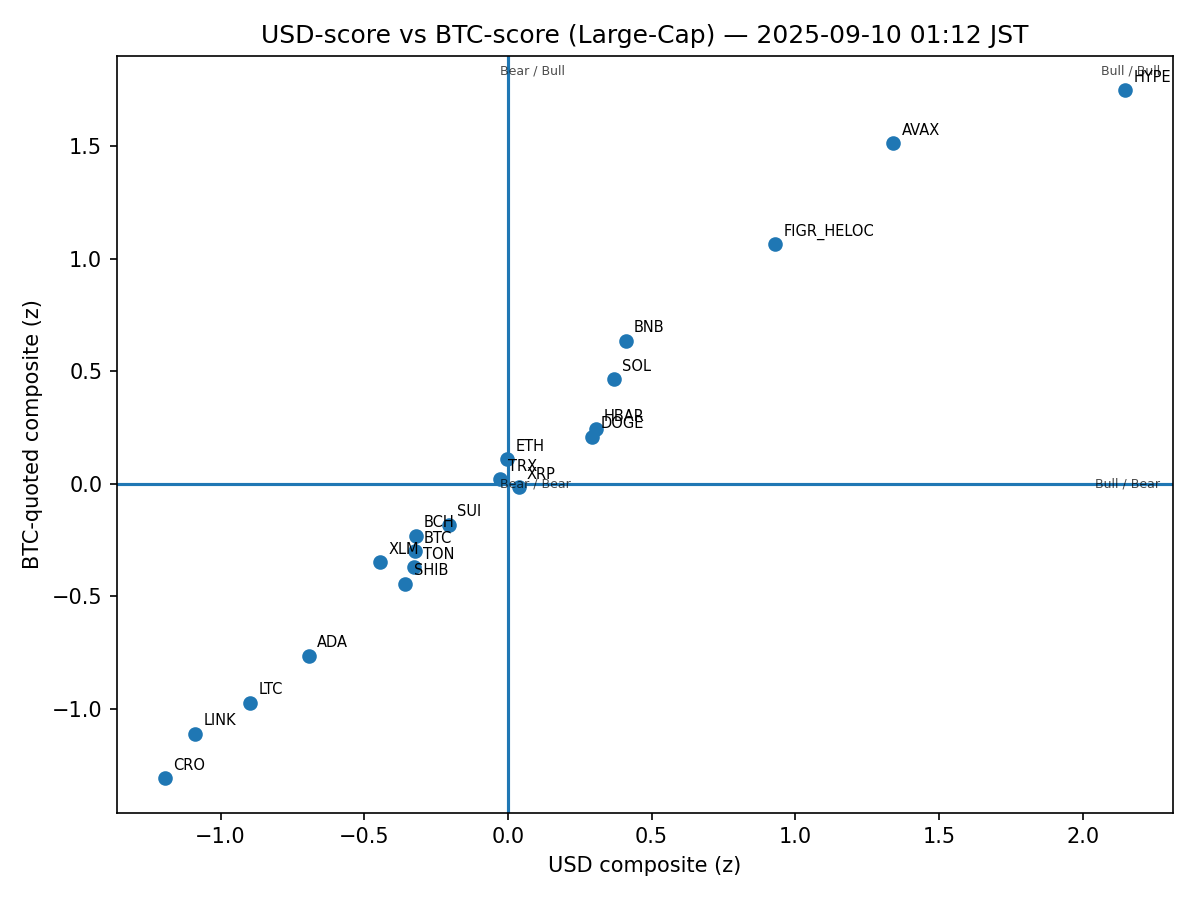 USD-score vs BTC-score (Large-Cap) — 2025-09-10 01:12 JST
Bear / Bull
Bull / Bull
HYPE
AVAX
FIGR_HELOC
BNB
SOL
HBAR
DOGE
ETH
TRX
XRP
Bear / Bear
Bull / Bear
SUI
BCH
BTC
XLM
TON
SHIB
ADA
LTC
LINK
CRO
1.5
1.0
0.5
0.0
−0.5
−1.0
BTC-quoted composite (z)
−1.0
−0.5
0.0
0.5
1.0
1.5
2.0
USD composite (z)